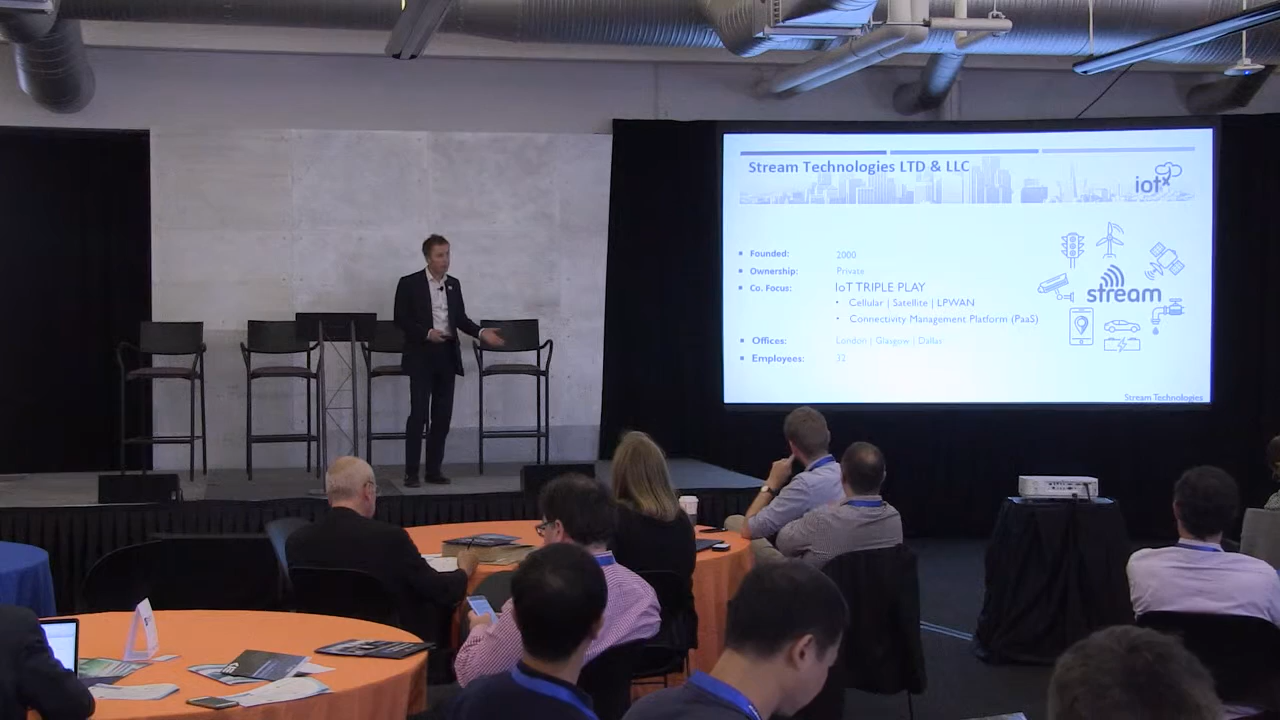 Stream Technologies LTD & LLC
iotx
Founded: 2000
Ownership: Private
Co. Focus: IoT TRIPLE PLAY
Cellular | Satellite | LPWAN
Connectivity Management Platform (PaaS)
stream
Offices: London | Glasgow | Dallas
Employees: 32
Stream Technologies